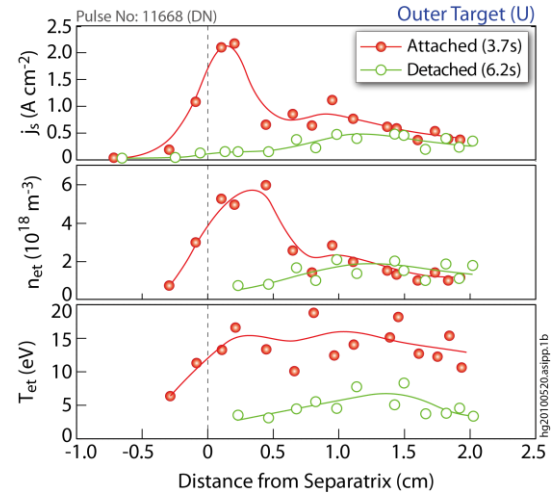 Pulse No: 11668 (DN)
Outer Target (U)
Attached (3.7s)
Detached (6.2s)
jₛ (A cm⁻²)
2.5
2.0
1.5
1.0
0.5
0
nₑₜ (10¹⁸ m⁻³)
6
4
2
0
Tₑₜ (eV)
20
15
10
5
0
-1.0
-0.5
0
0.5
1.0
1.5
2.0
2.5
Distance from Separatrix (cm)
hg20100520.asipp.1b